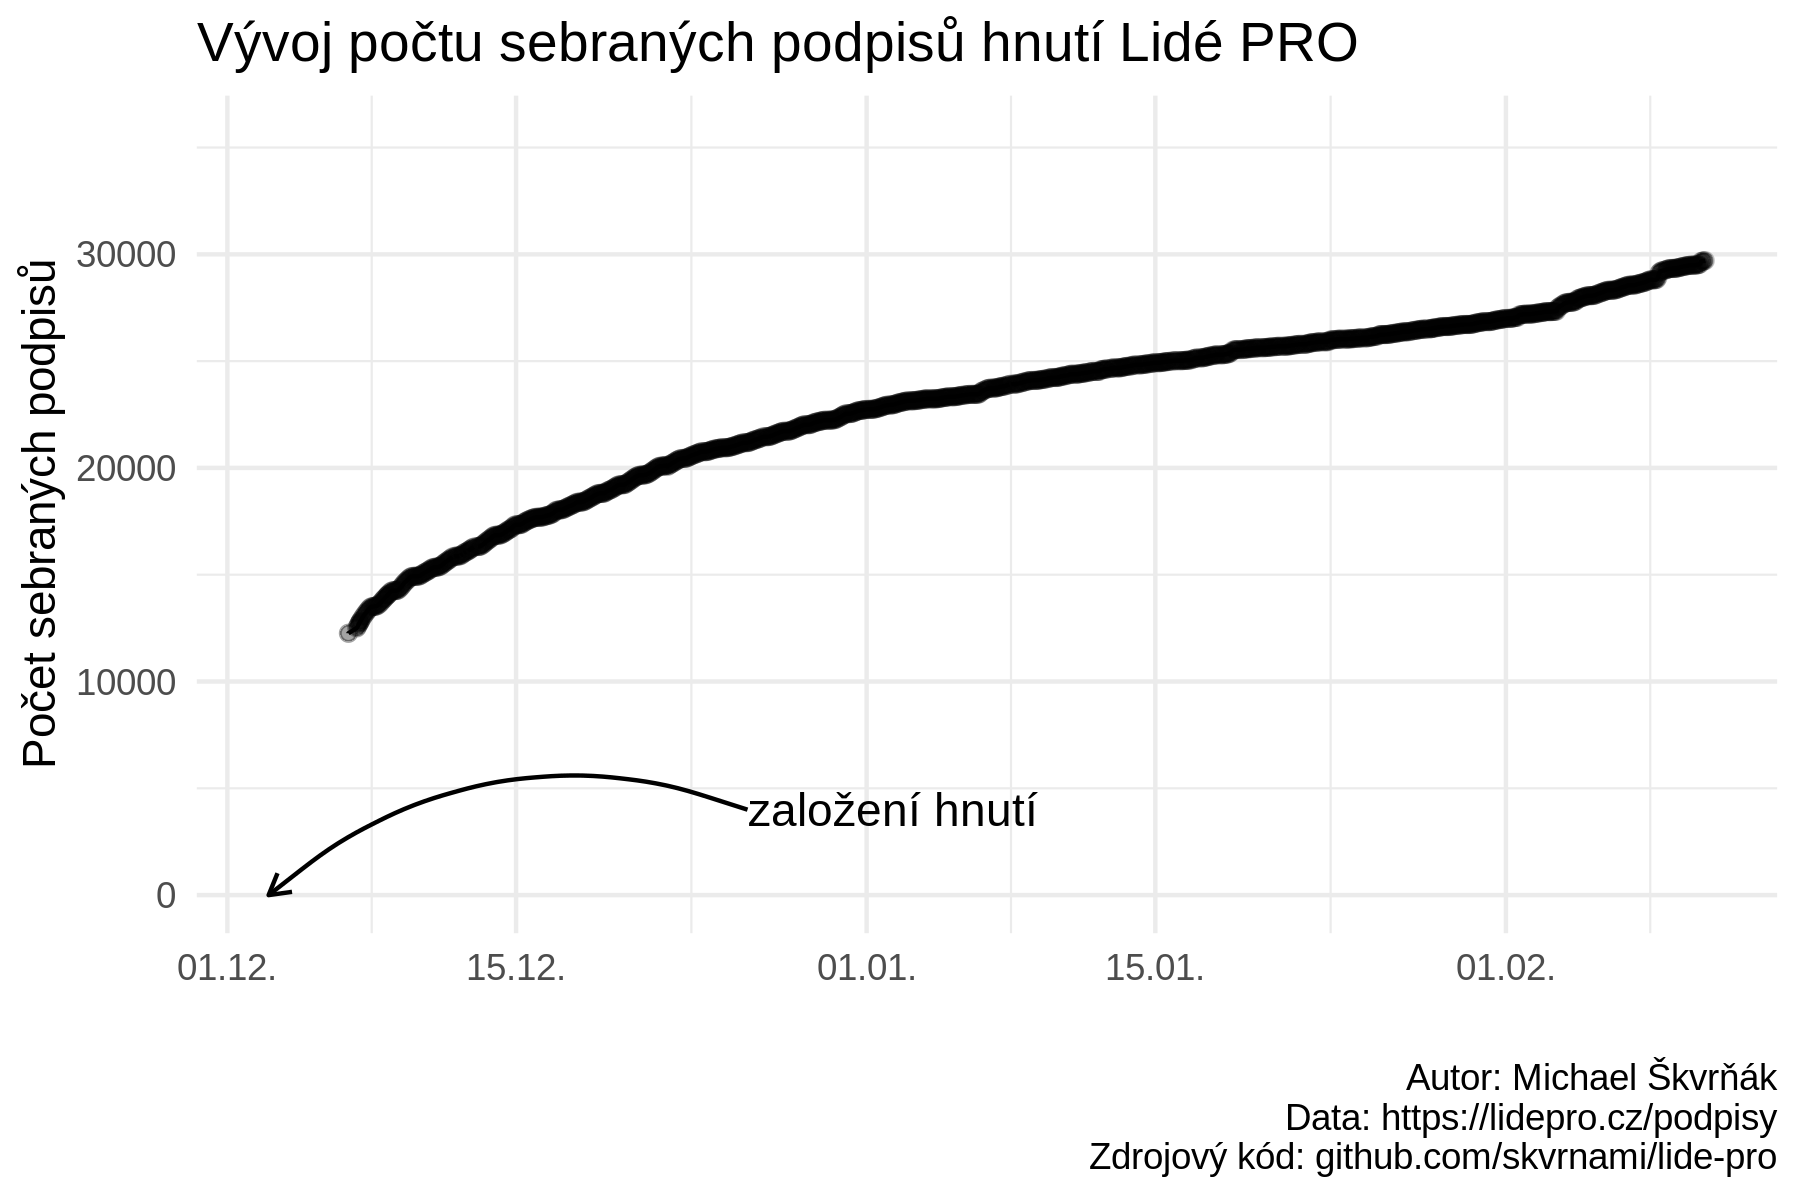 Vývoj počtu sebraných podpisů hnutí Lidé PRO
Počet sebraných podpisů
30000
20000
10000
0
založení hnutí
01.12.
15.12.
01.01.
15.01.
01.02.
Autor: Michael Škvrňák
Data: https://lidepro.cz/podpisy
Zdrojový kód: github.com/skvrnami/lide-pro